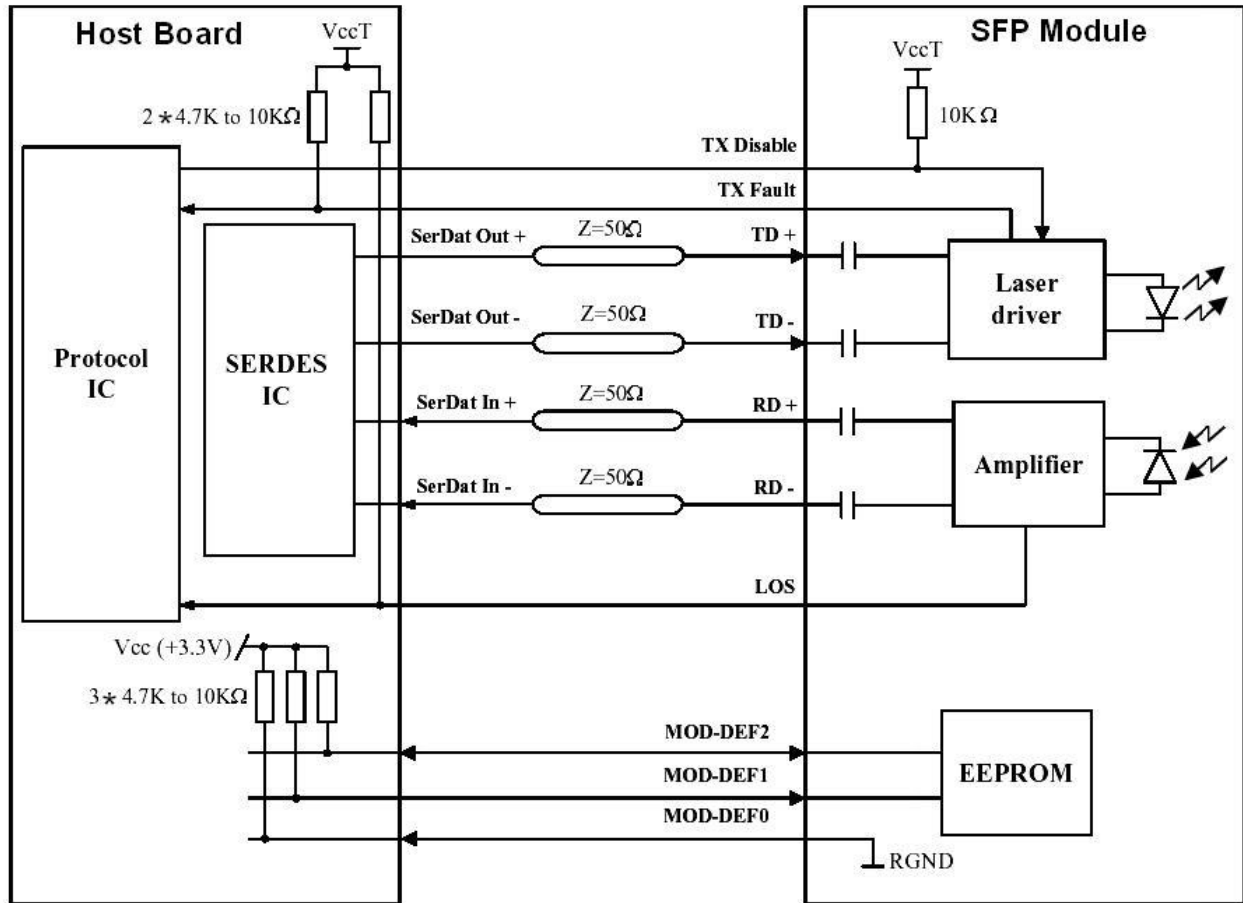 Host Board
SFP Module
VccT
VccT
2 * 4.7K to 10KΩ
10K Ω
TX Disable
TX Fault
SerDat Out +
Z=50Ω
TD +
SerDat Out -
Z=50Ω
TD -
Laser
driver
Protocol
IC
SERDES
IC
SerDat In +
Z=50Ω
RD +
SerDat In -
Z=50Ω
RD -
Amplifier
LOS
Vcc (+3.3V)
3 * 4.7K to 10KΩ
MOD-DEF2
MOD-DEF1
MOD-DEF0
EEPROM
RGND